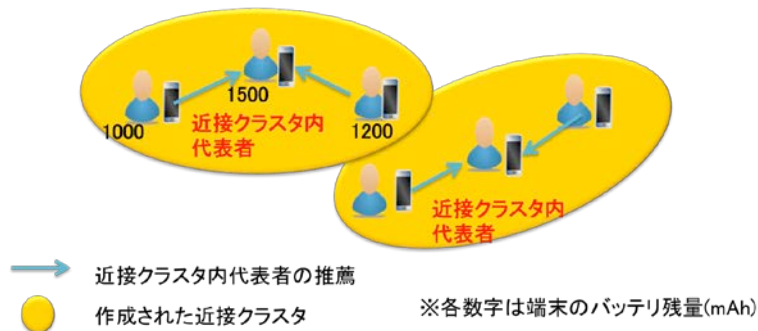 1500
1000
近接クラスタ内
代表者
1200
近接クラスタ内
代表者
近接クラスタ内代表者の推薦
作成された近接クラスタ
※各数字は端末のバッテリ残量(mAh)